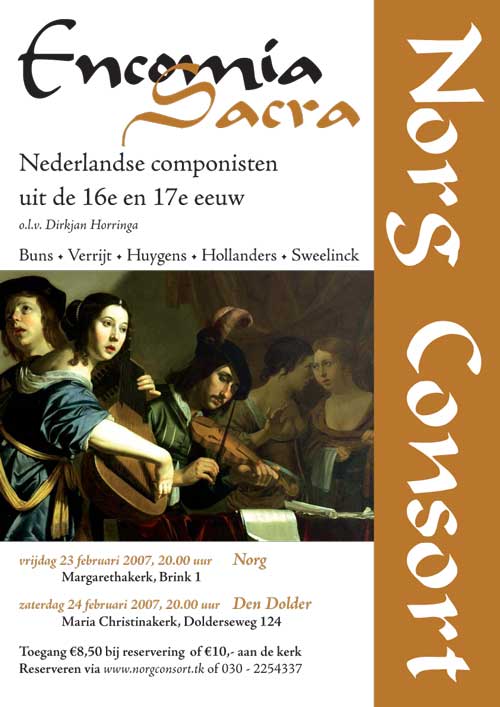 Encomia
Sacra
Nederlandse componisten
uit de 16e en 17e eeuw
o.l.v. Dirkjan Horringa
Buns • Verrijt • Huygens • Hollanders • Sweelinck
vrijdag 23 februari 2007, 20.00 uur Norg
Margarethakerk, Brink 1
zaterdag 24 februari 2007, 20.00 uur Den Dolder
Maria Christinakerk, Dolderseweg 124
Toegang €8,50 bij reservering of €10,- aan de kerk
Reserveren via www.norgconsort.tk of 030 - 2254337
Norg Consort